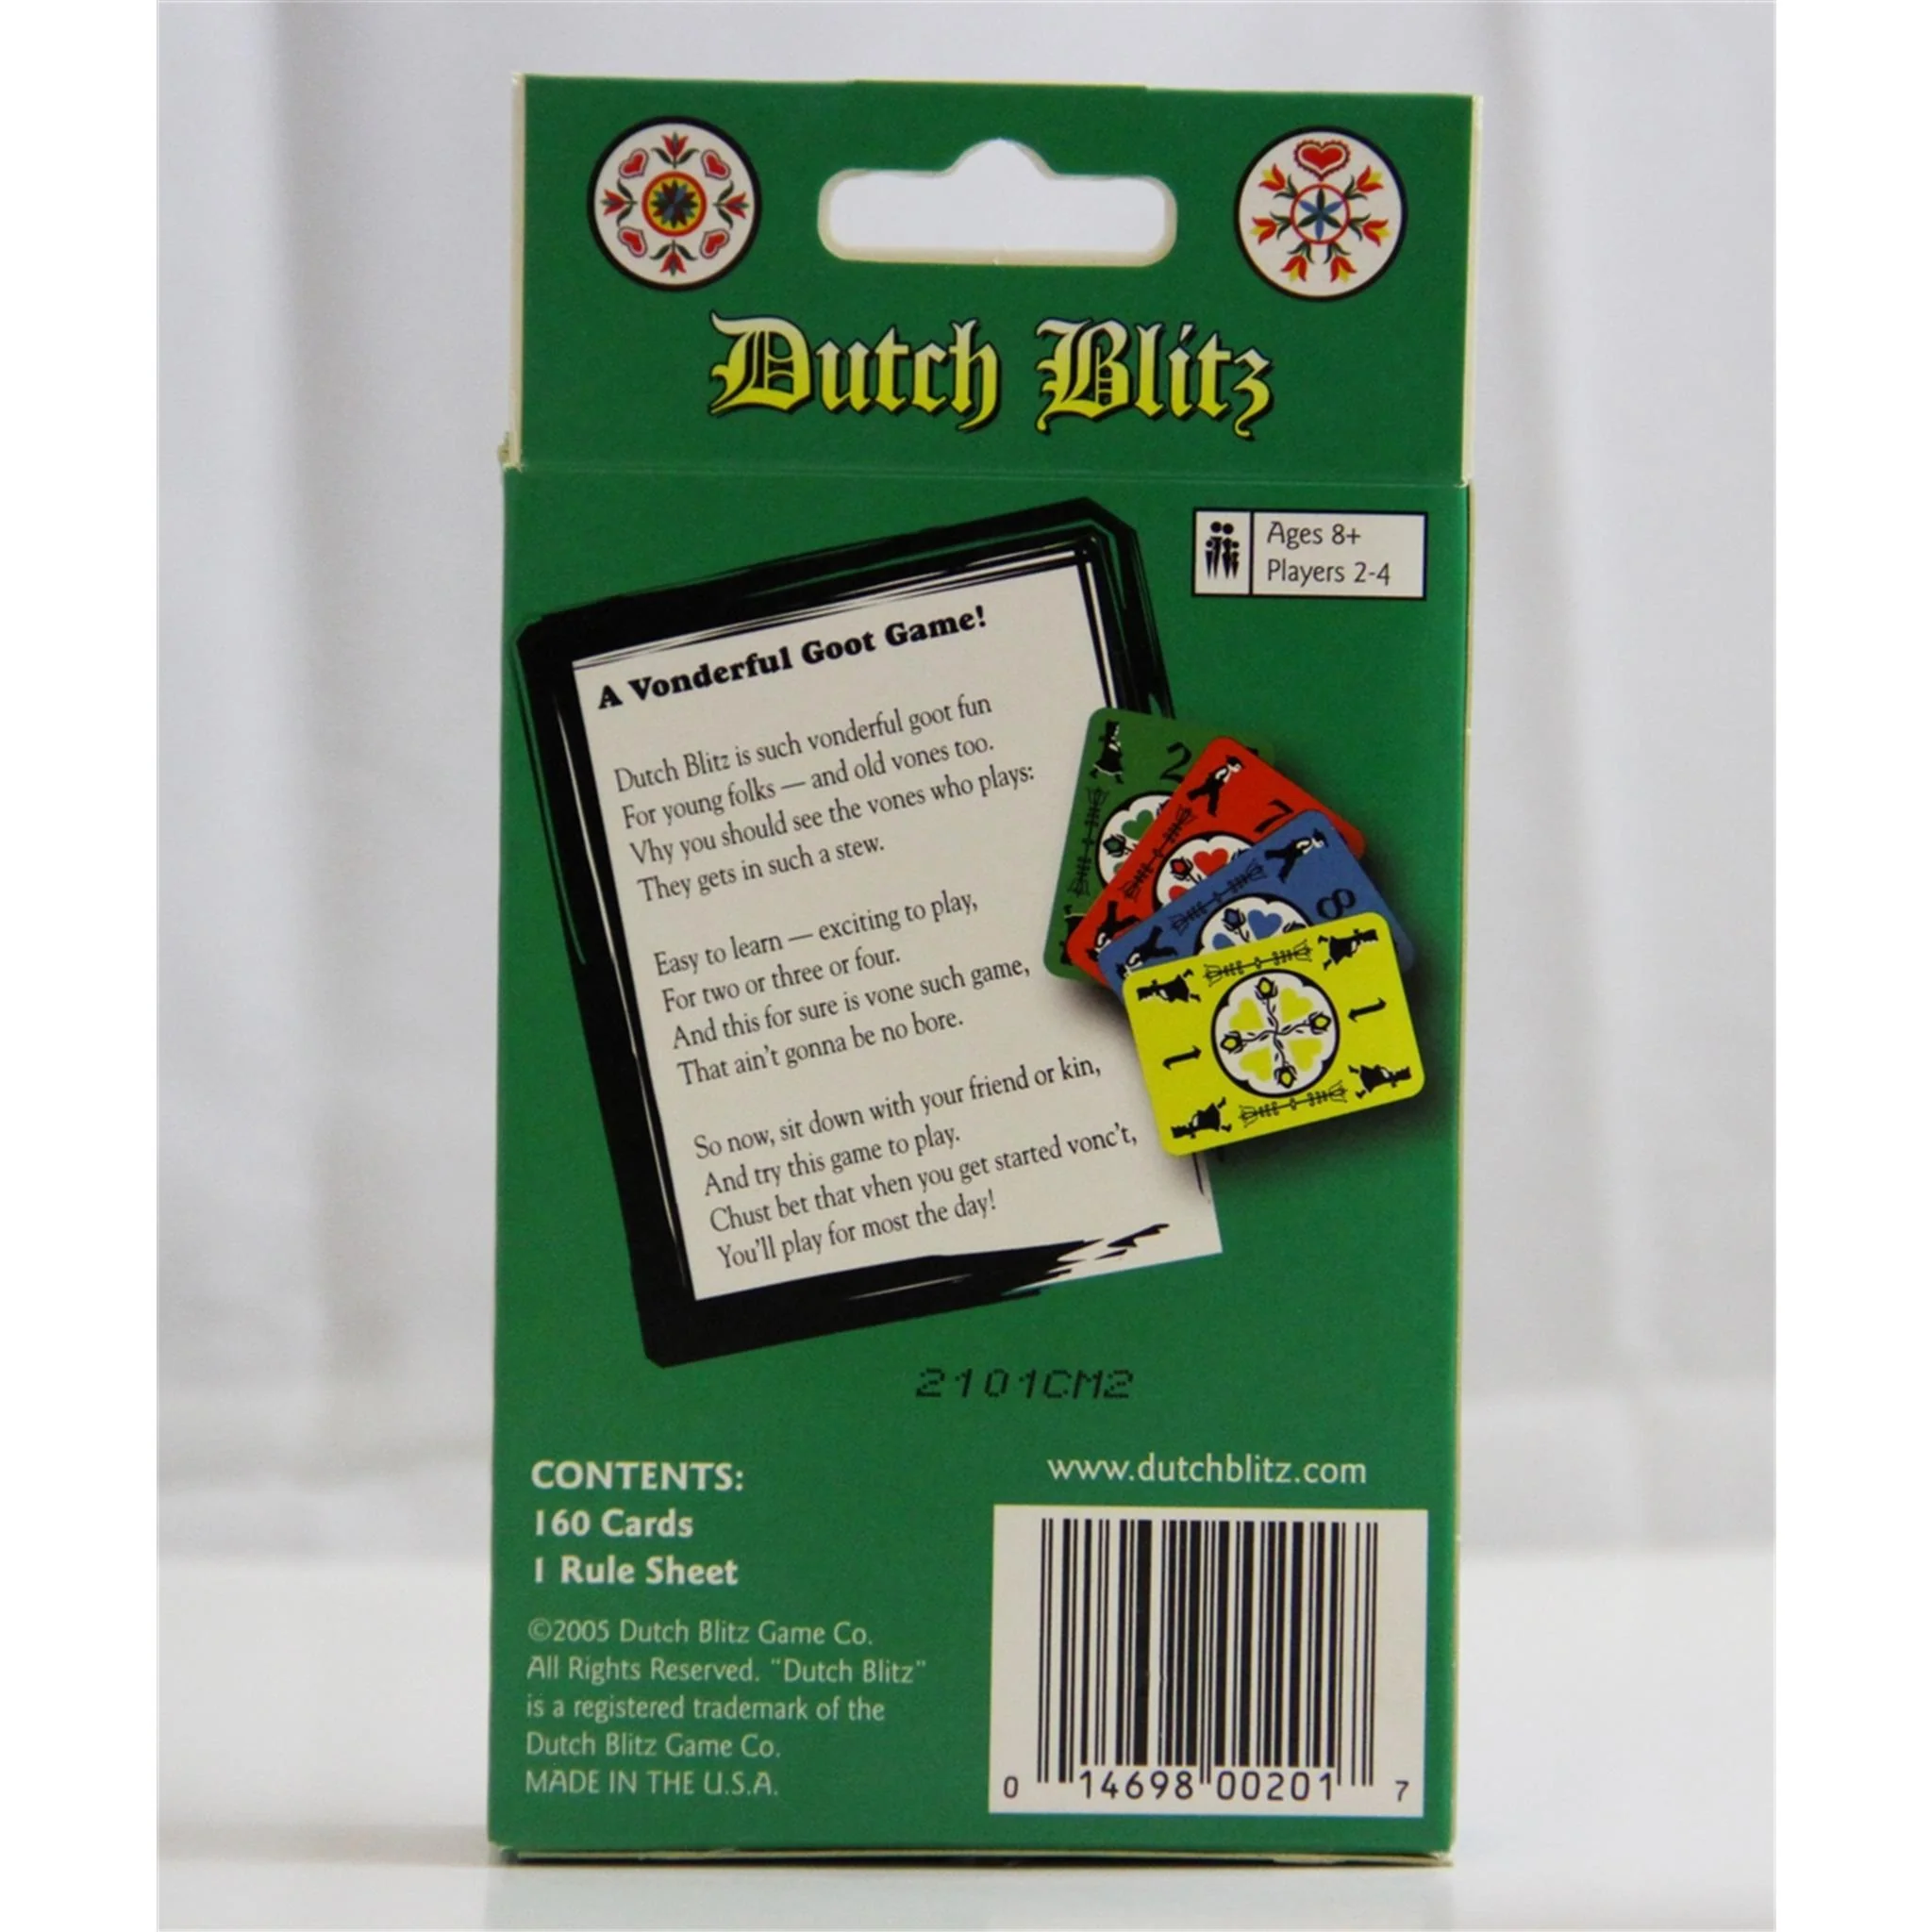 Dutch Blitz
Ages 8+
Players 2-4
A Vonderful Goot Game!
Dutch Blitz is such vonderful goot fun
For young folks — and old vones too.
Vhy you should see the vones who plays:
They gets in such a stew.
Easy to learn — exciting to play,
For two or three or four.
And this for sure is vone such game,
That ain't gonna be no bore.
So now, sit down with your friend or kin,
And try this game to play.
Chust bet that vhen you get started vonc't,
You'll play for most the day!
2
7
8
1
1
2101CM2
CONTENTS:
160 Cards
1 Rule Sheet
©2005 Dutch Blitz Game Co.
All Rights Reserved. "Dutch Blitz"
is a registered trademark of the
Dutch Blitz Game Co.
MADE IN THE U.S.A.
www.dutchblitz.com
0 14698 00201 7